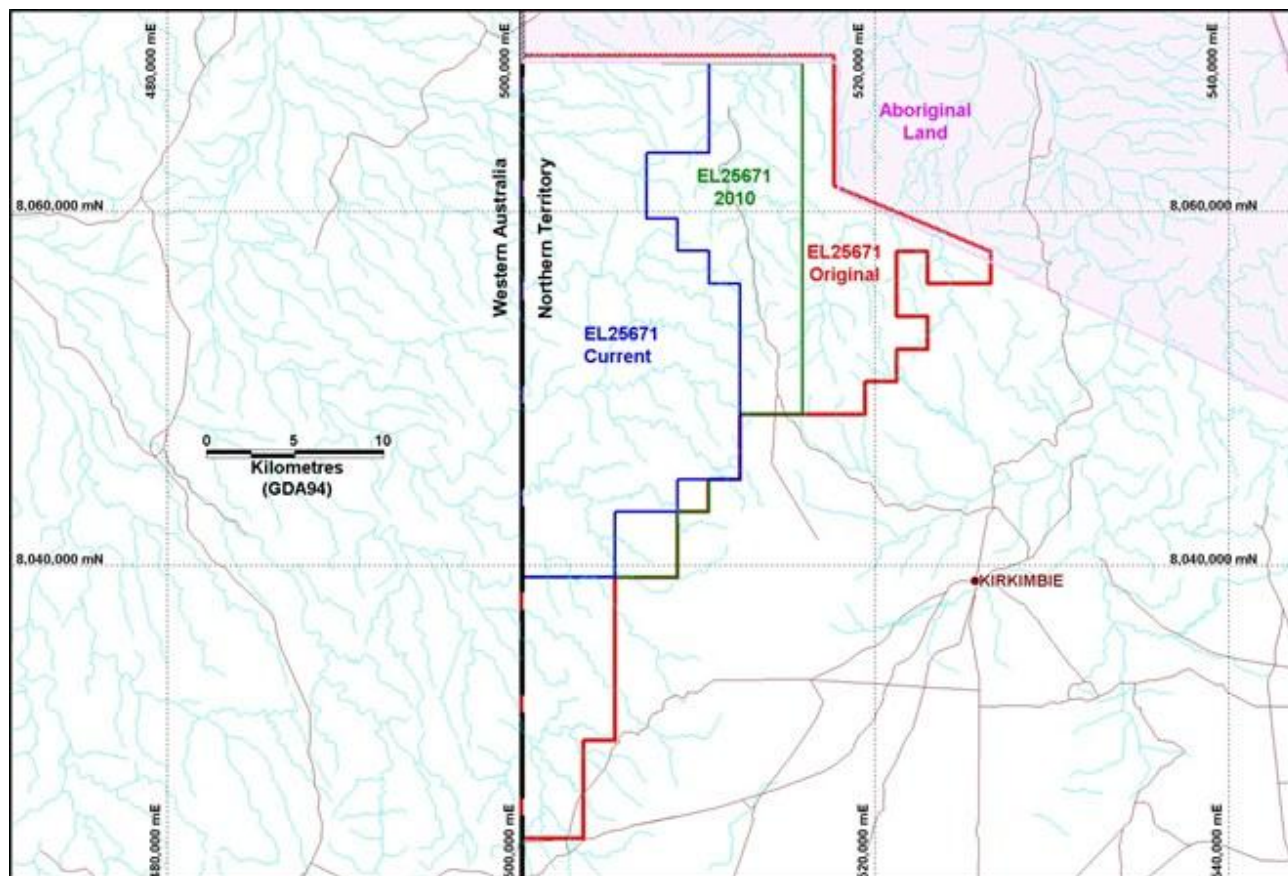 480,000 mE
500,000 mE
520,000 mE
540,000 mE
Aboriginal
Land
EL25671
2010
8,060,000 mN
8,060,000 mN
Western Australia
Northern Territory
EL25671
Original
EL25671
Current
0 5 10
Kilometres
(GDA94)
8,040,000 mN
8,040,000 mN
KIRKIMBIE
480,000 mE
500,000 mE
520,000 mE
540,000 mE